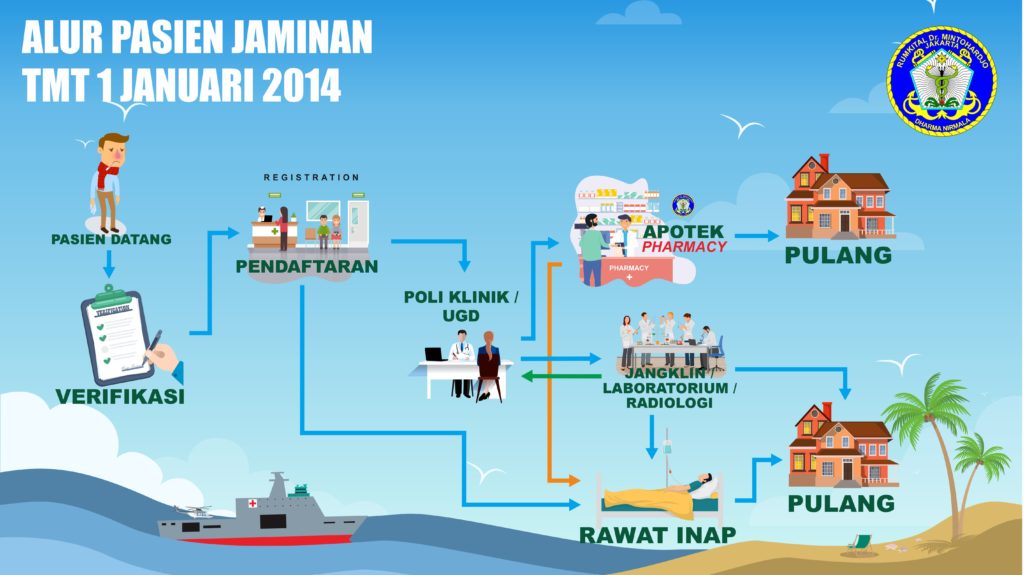 ALUR PASIEN JAMINAN
TMT 1 JANUARI 2014
RUMKITAL Dr. MINTOHARDJO
JAKARTA
DHARMA NIRMALA
PASIEN DATANG
VERIFICATION
VERIFIKASI
REGISTRATION
PENDAFTARAN
POLI KLINIK /
UGD
APOTEK
PHARMACY
PHARMACY
PULANG
JANGKLIN /
LABORATORIUM /
RADIOLOGI
RAWAT INAP
PULANG